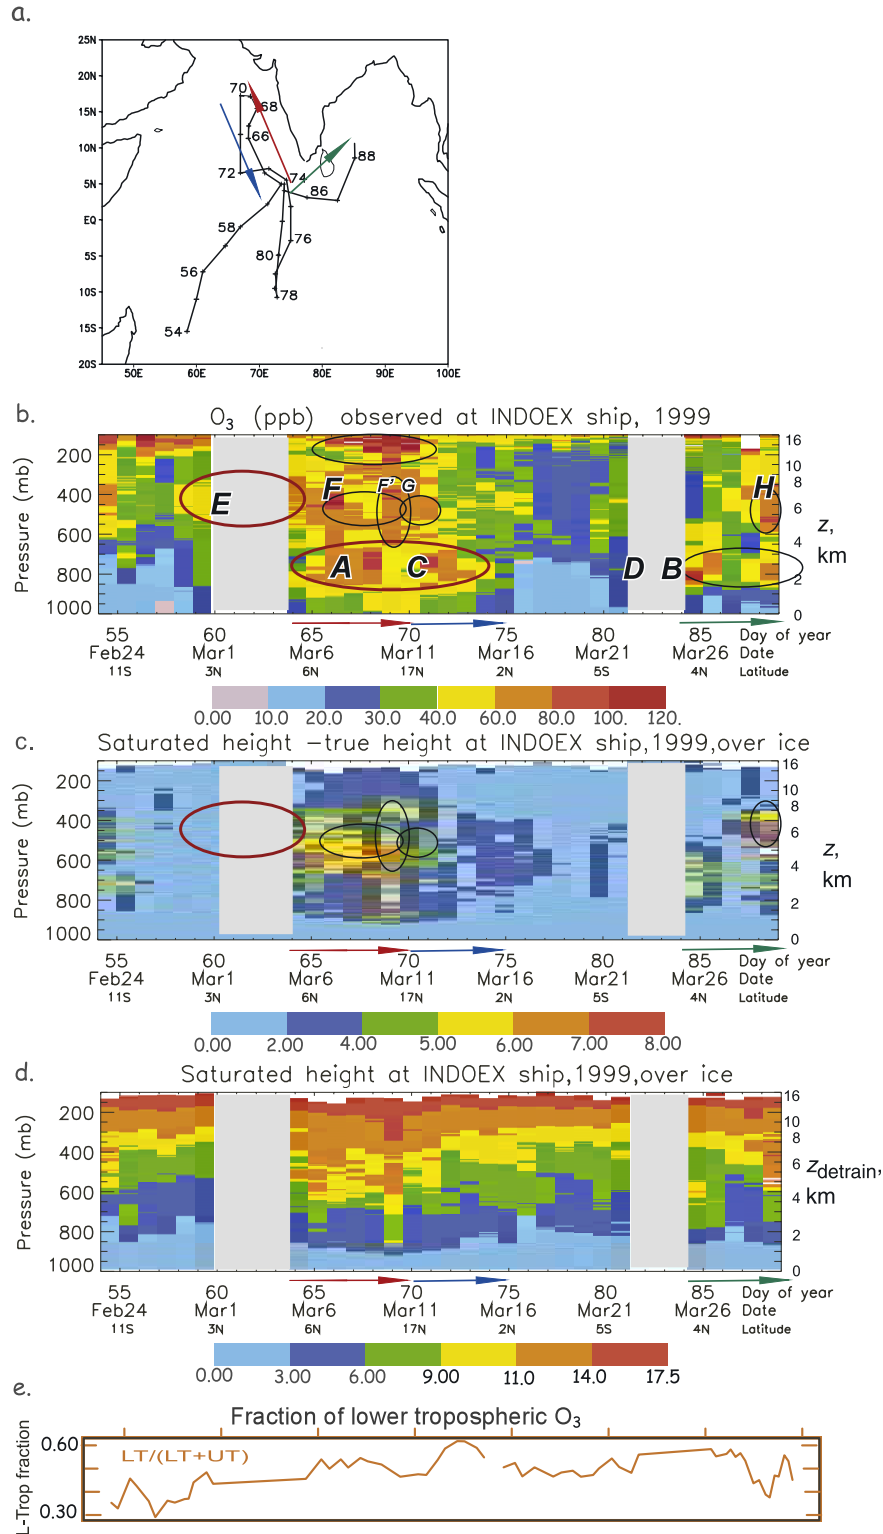 a.
25N
20N
15N
10N
5N
EQ
5S
10S
15S
20S
70
68
66
72
74
88
86
58
76
80
56
78
54
50E 60E 70E 80E 90E 100E
b.
O₃ (ppb) observed at INDOEX ship, 1999
Pressure (mb)
200
400
600
800
1000
16
10
8
6
4
2
0
z,
km
E
F
F' G
H
A
C
D
B
55 60 65 70 75 80 85 Day of year
Feb24 Mar1 Mar6 Mar11 Mar16 Mar21 Mar26 Date
11S 3N 6N 17N 2N 5S 4N Latitude
0.00 10.0 20.0 30.0 40.0 60.0 80.0 100. 120.
c.
Saturated height –true height at INDOEX ship,1999,over ice
Pressure (mb)
200
400
600
800
1000
16
10
8
6
4
2
0
z,
km
55 60 65 70 75 80 85 Day of year
Feb24 Mar1 Mar6 Mar11 Mar16 Mar21 Mar26 Date
11S 3N 6N 17N 2N 5S 4N Latitude
0.00 2.00 4.00 5.00 6.00 7.00 8.00
d.
Saturated height at INDOEX ship,1999,over ice
Pressure (mb)
200
400
600
800
1000
16
10
8
6
4
2
0
zdetrain,
km
55 60 65 70 75 80 85 Day of year
Feb24 Mar1 Mar6 Mar11 Mar16 Mar21 Mar26 Date
11S 3N 6N 17N 2N 5S 4N Latitude
0.00 3.00 6.00 9.00 11.0 14.0 17.5
e.
Fraction of lower tropospheric O₃
L-Trop fraction
0.60
0.30
LT/(LT+UT)